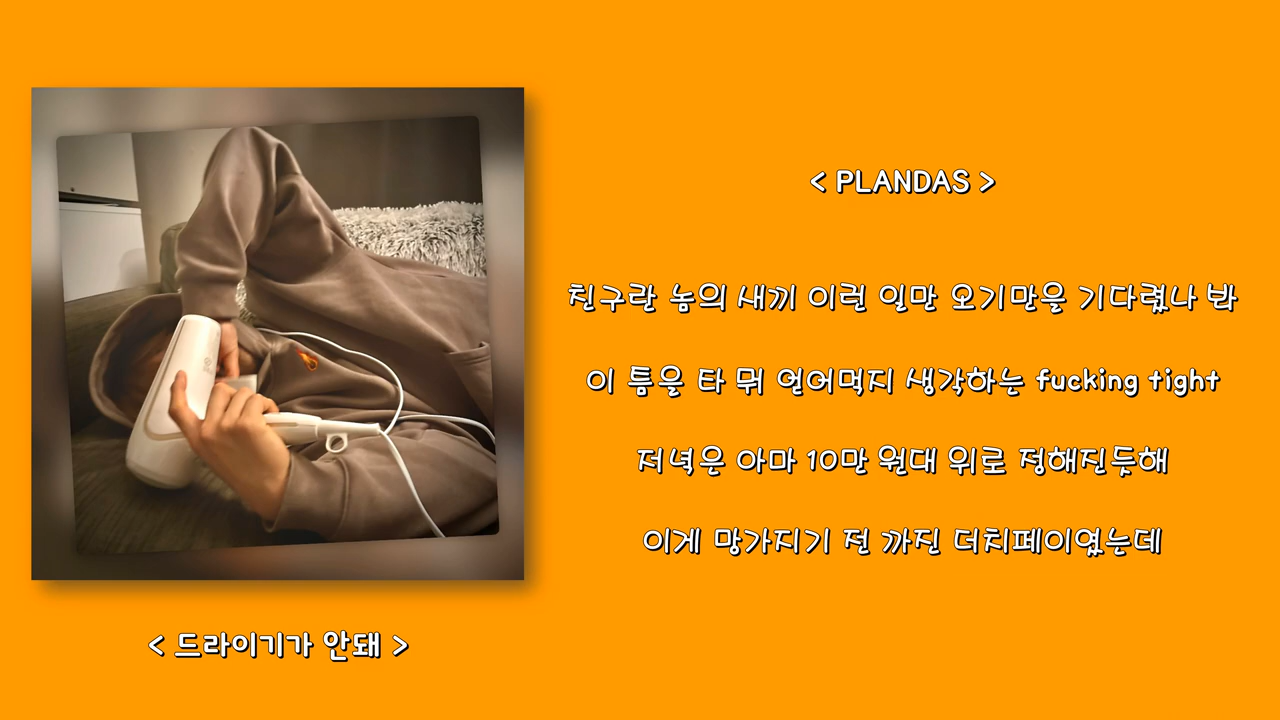 < PLANDAS >
친구란 놈의 새끼 이런 일만 오기만을 기다렸나 봐
이 틈을 타 뭐 얻어먹지 생각하는 fucking tight
저녁은 아마 10만 원대 위로 정해진듯해
이게 망가지기 전 까진 더치페이였는데
< 드라이기가 안돼 >